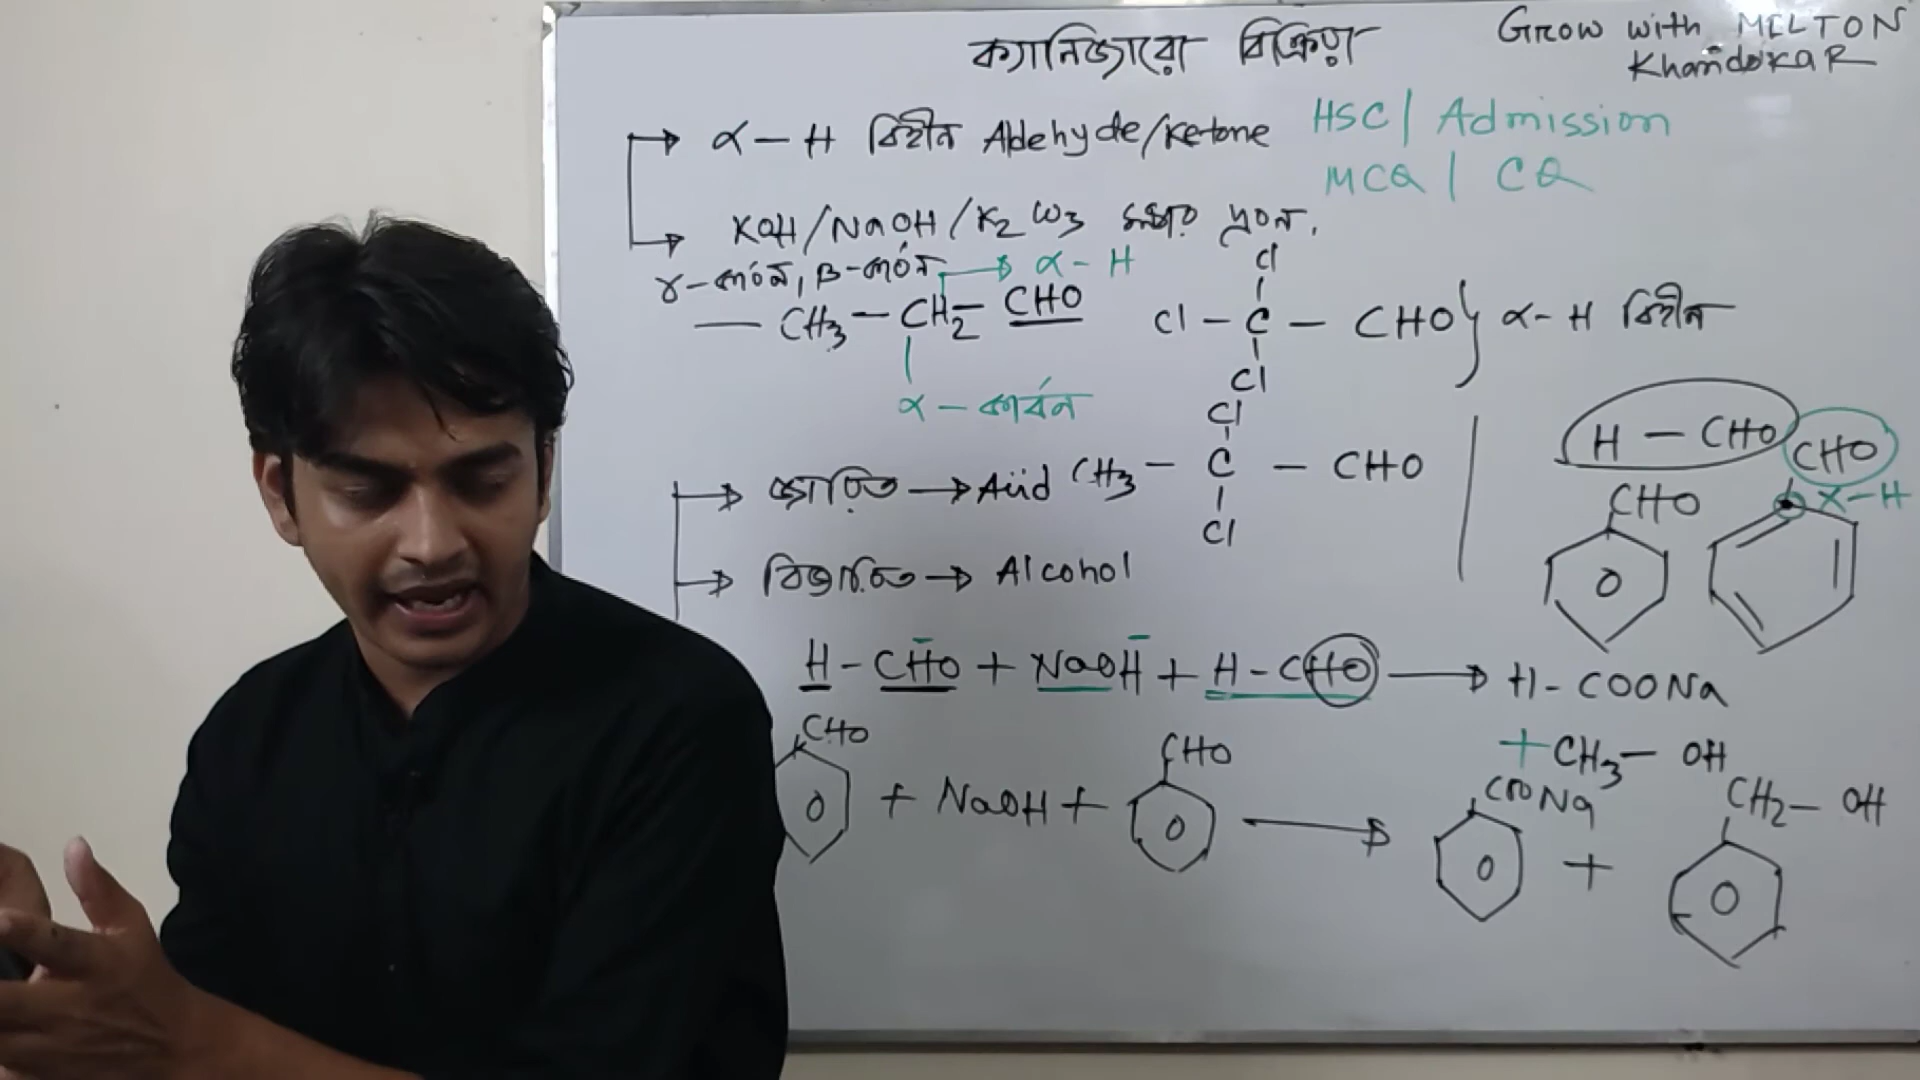 ক্যানিজারো বিক্রিয়া
Grow with MILTON
Khandokar
α – H বিহীন Aldehyde/Ketone
HSC | Admission
MCQ | CQ
KOH/NaOH/K2CO3
γ-কার্বন, β-কার্বন → α - H
CH3 – CH2 – CHO
α – কার্বন
Cl
Cl – C – CHO } α - H বিহীন
Cl
Cl
CH3 – C – CHO
Cl
H – CHO
CHO
CHO
α-H
জারিত → Acid
বিজারিত → Alcohol
H – CHO + NaOH + H – CHO → H - COONa
+ CH3 – OH
CHO + NaOH + CHO → COONa + CH2 – OH